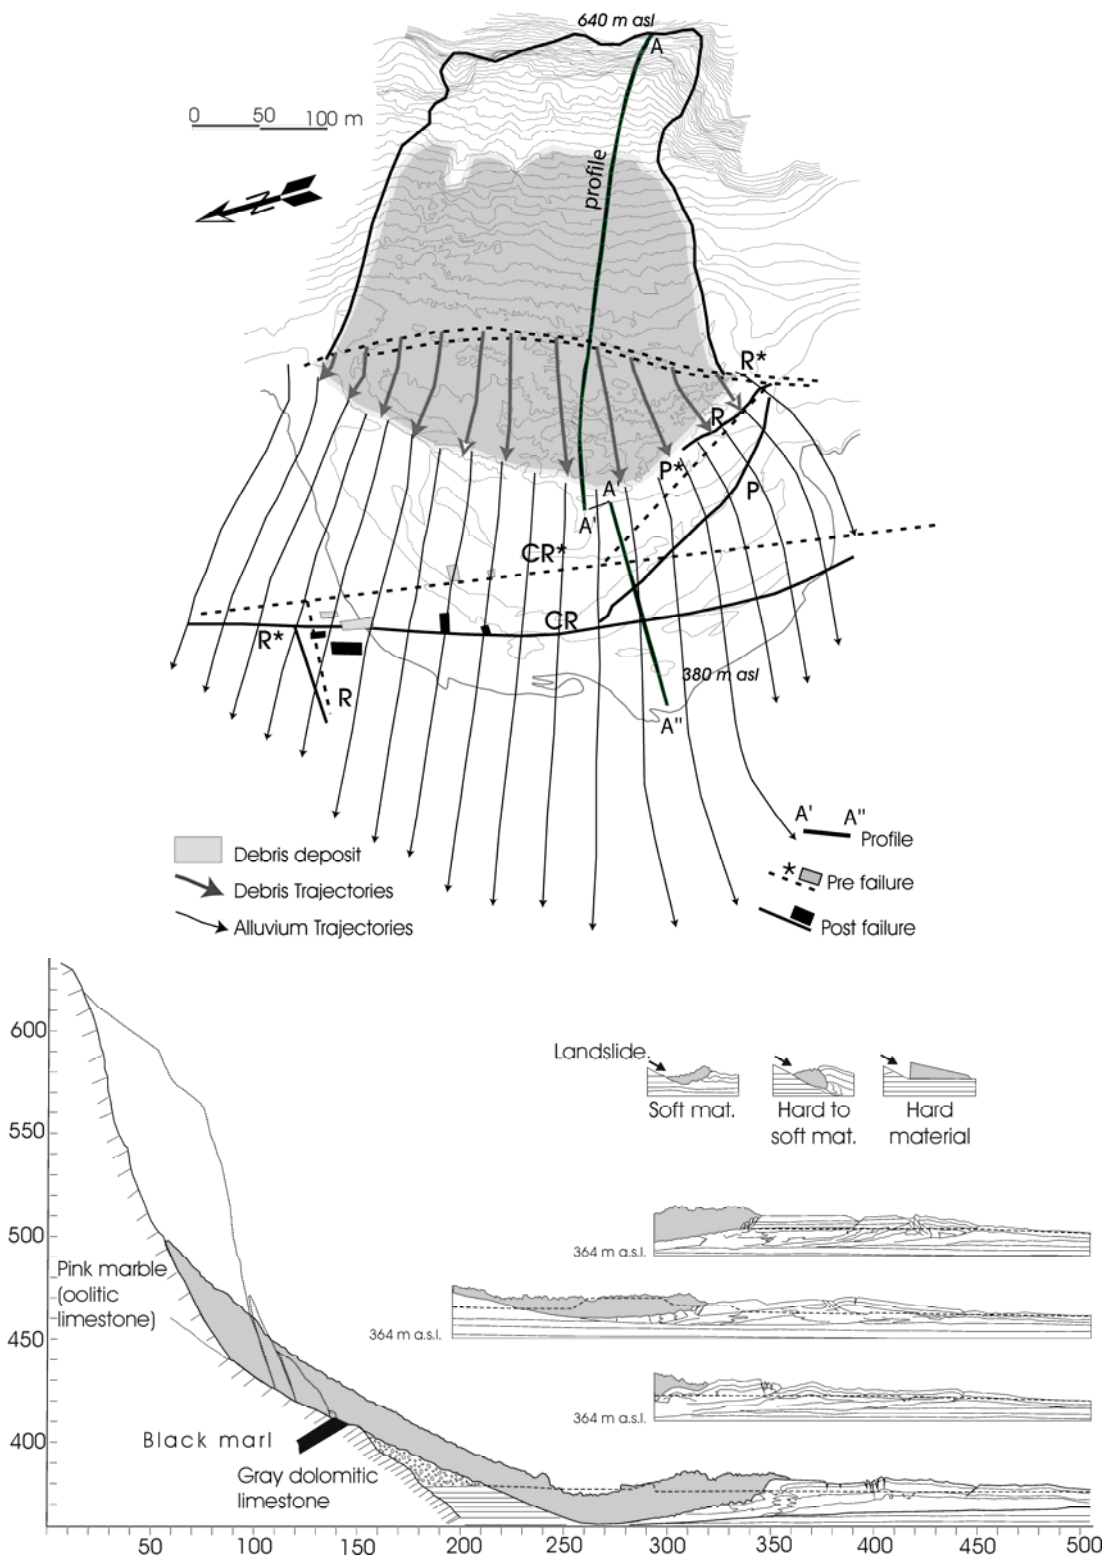 640 m asl
A
0 50 100 m
N
profile
R*
R
P*
P
A'
A'
CR*
CR
R*
R
380 m asl
A"
A' A"
Profile
Debris deposit
* Pre failure
Debris Trajectories
Alluvium Trajectories
Post failure
600
550
500
450
400
Landslide
Soft mat.
Hard to
soft mat.
Hard
material
364 m a.s.l.
364 m a.s.l.
364 m a.s.l.
Pink marble
(oolitic
limestone)
Black marl
Gray dolomitic
limestone
50 100 150 200 250 300 350 400 450 500